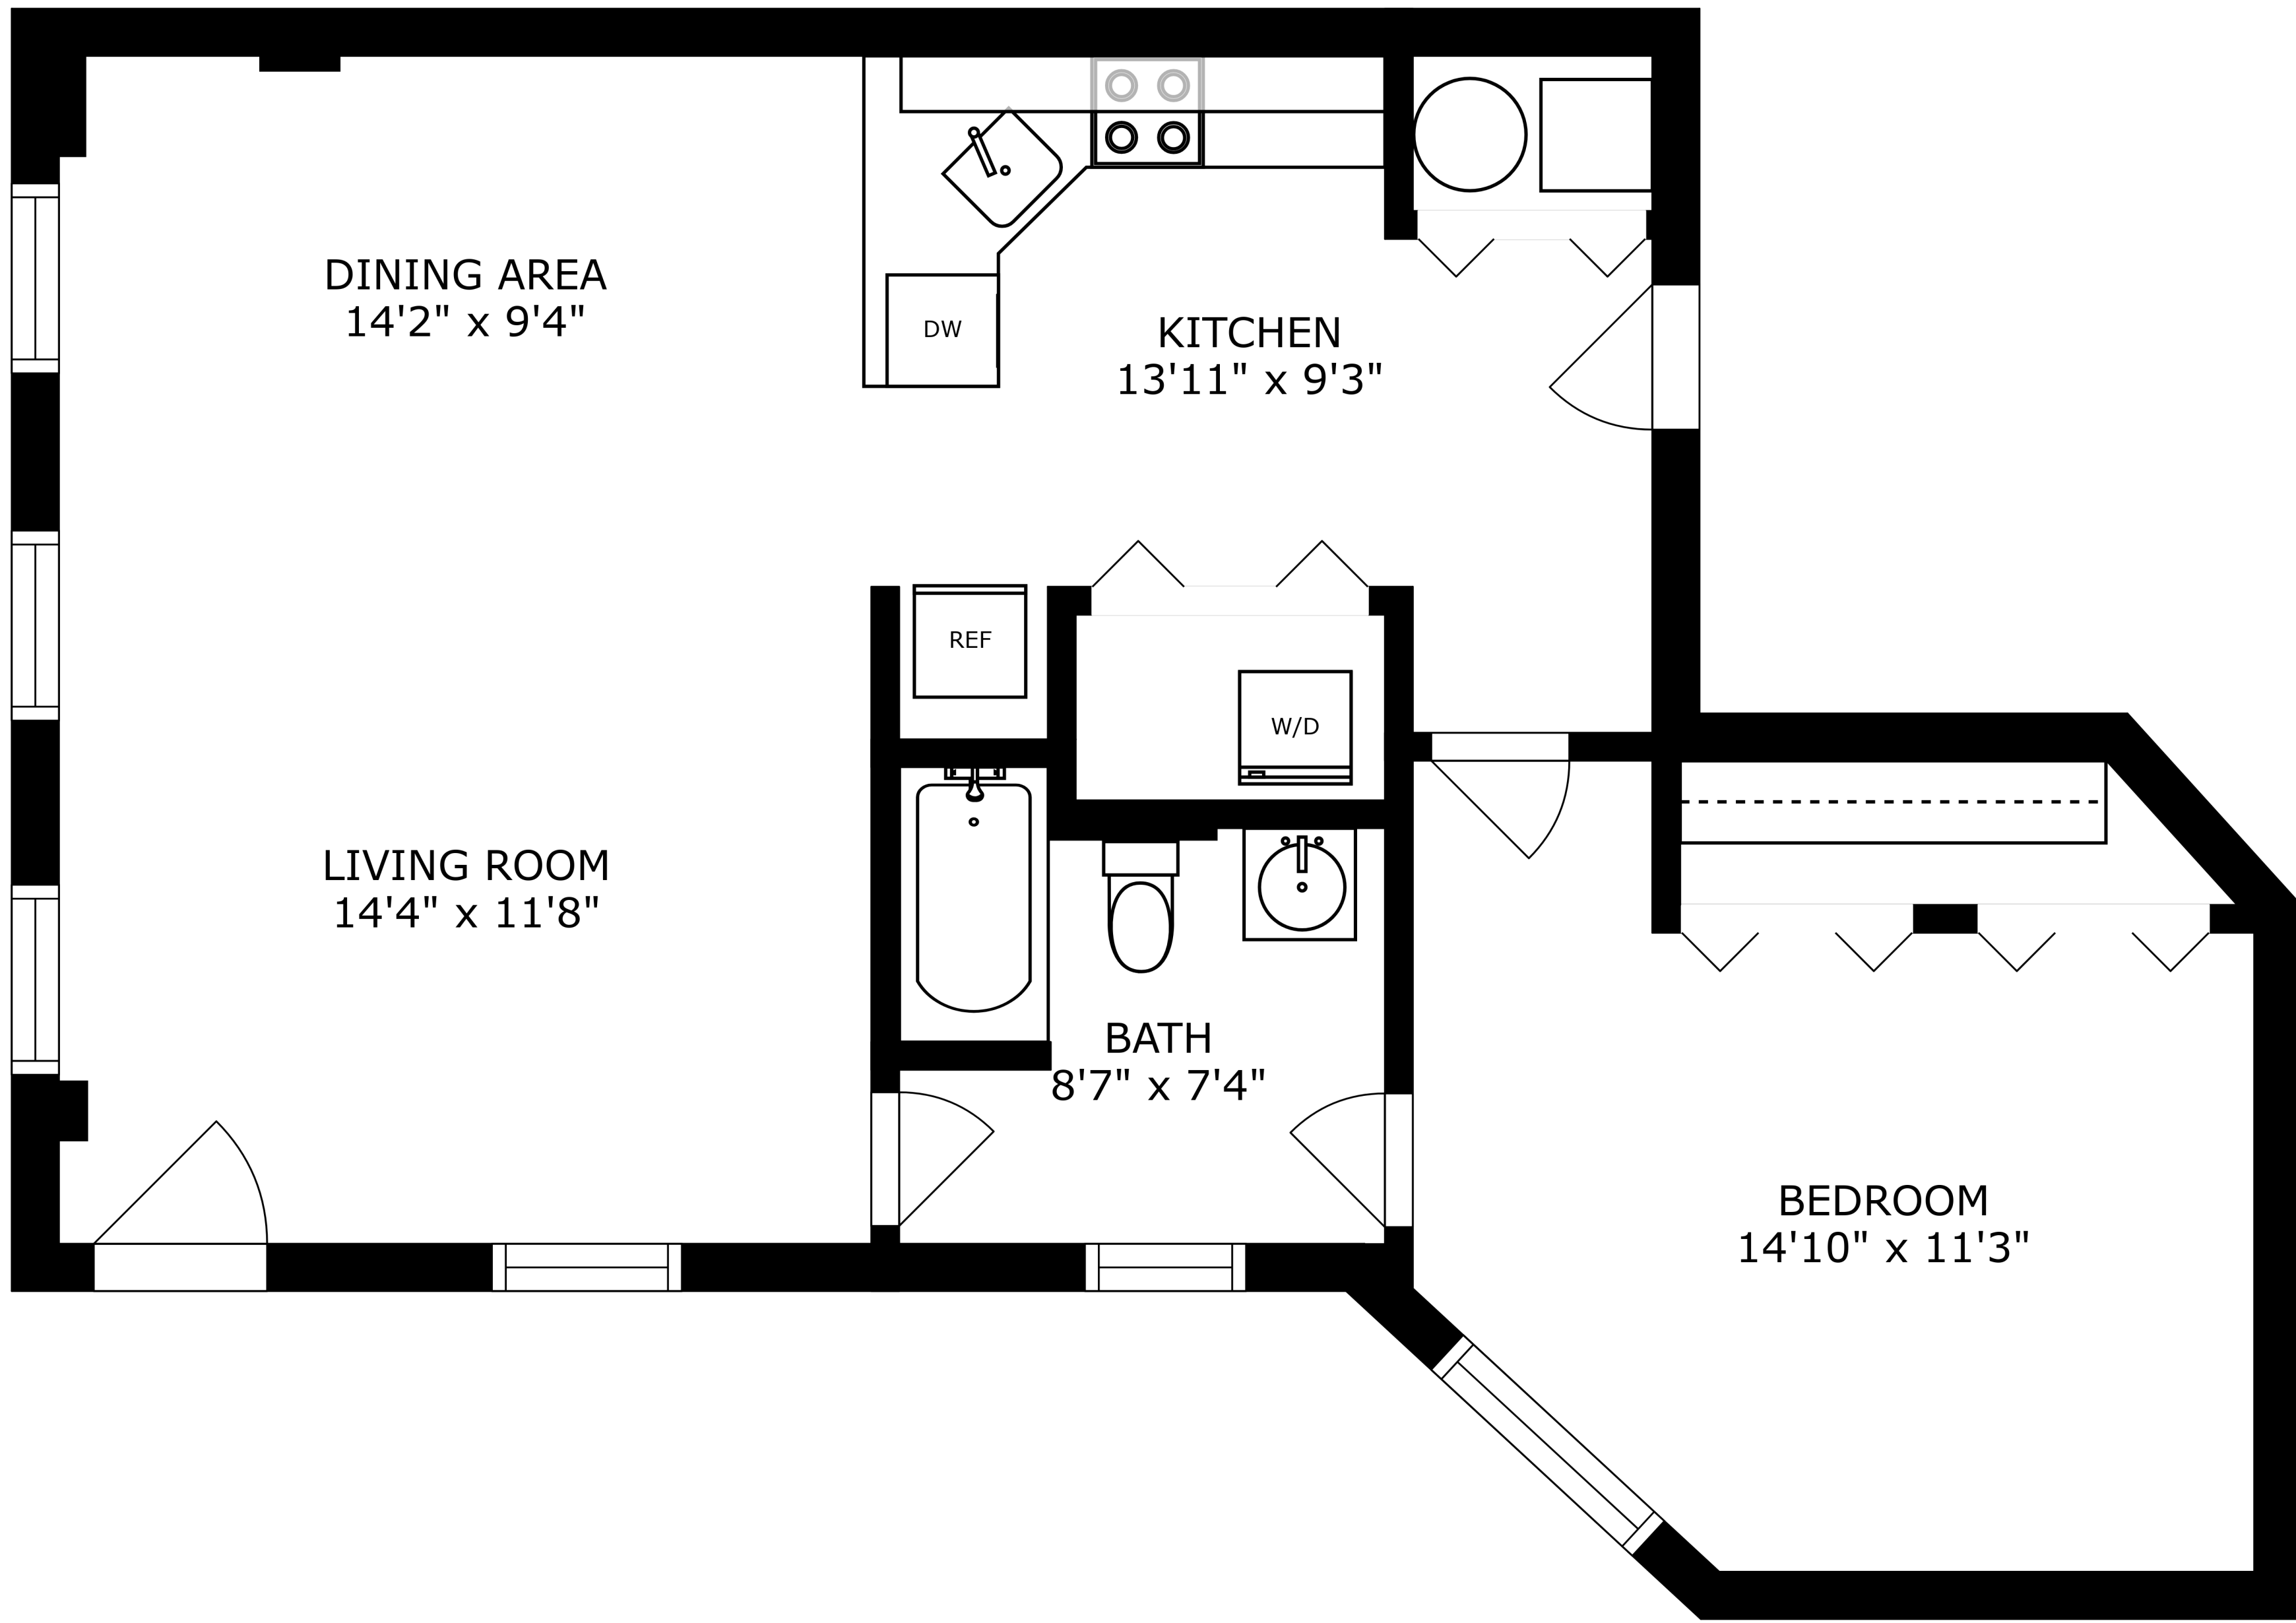 DINING AREA
14'2" x 9'4"
DW
KITCHEN
13'11" x 9'3"
REF
W/D
LIVING ROOM
14'4" x 11'8"
BATH
8'7" x 7'4"
BEDROOM
14'10" x 11'3"